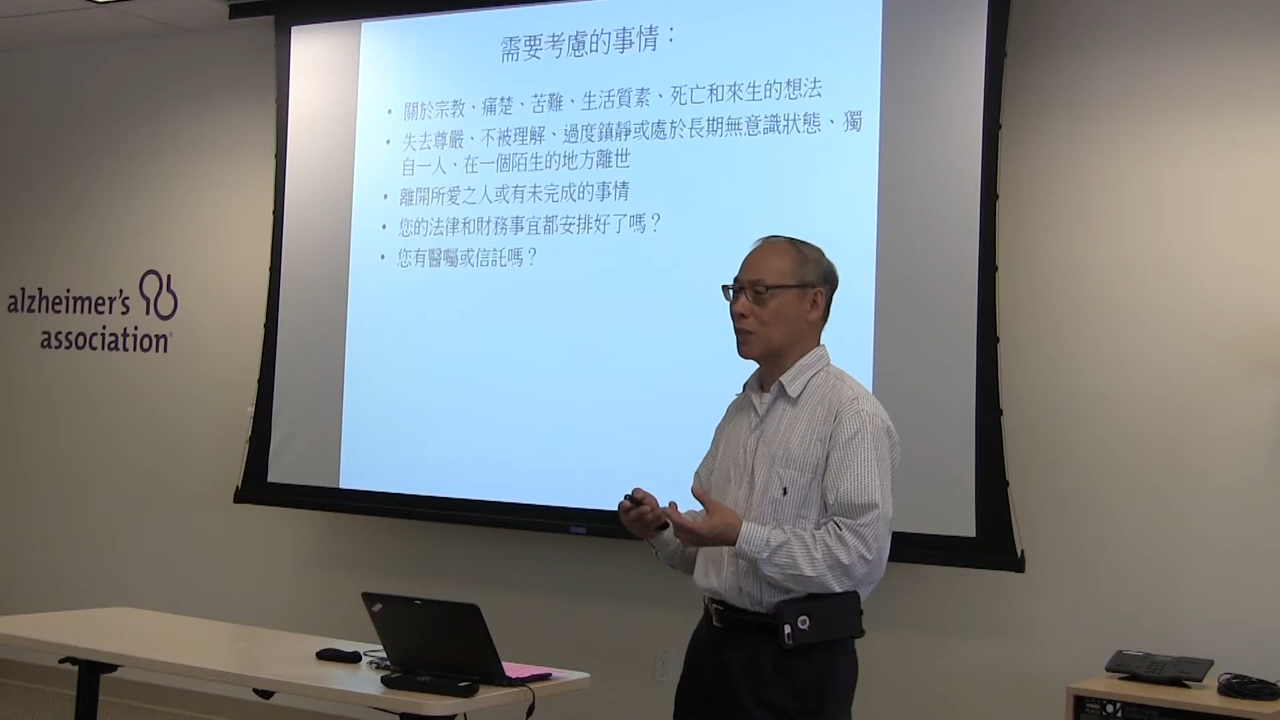 需要考慮的事情：
• 關於宗教、痛楚、苦難、生活質素、死亡和來生的想法
• 失去尊嚴、不被理解、過度鎮靜或處於長期無意識狀態、獨
自一人、在一個陌生的地方離世
• 離開所愛之人或有未完成的事情
• 您的法律和財務事宜都安排好了嗎？
• 您有醫囑或信託嗎？
alzheimer's
association